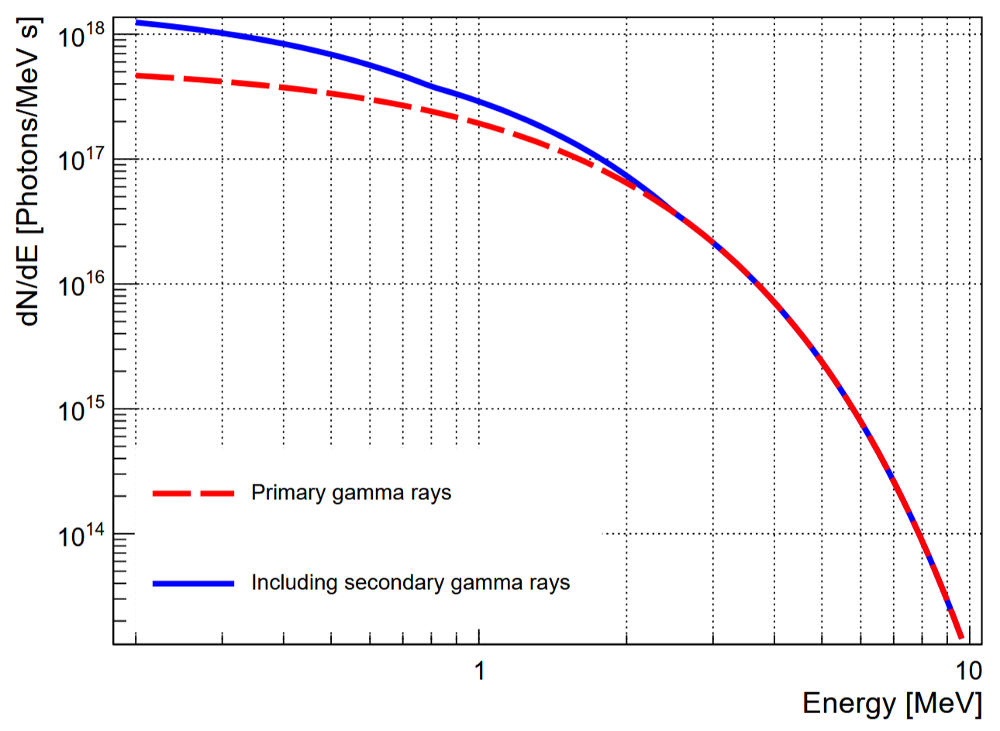 dN/dE [Photons/MeV s]
10^18
10^17
10^16
10^15
10^14
Primary gamma rays
Including secondary gamma rays
1
10
Energy [MeV]